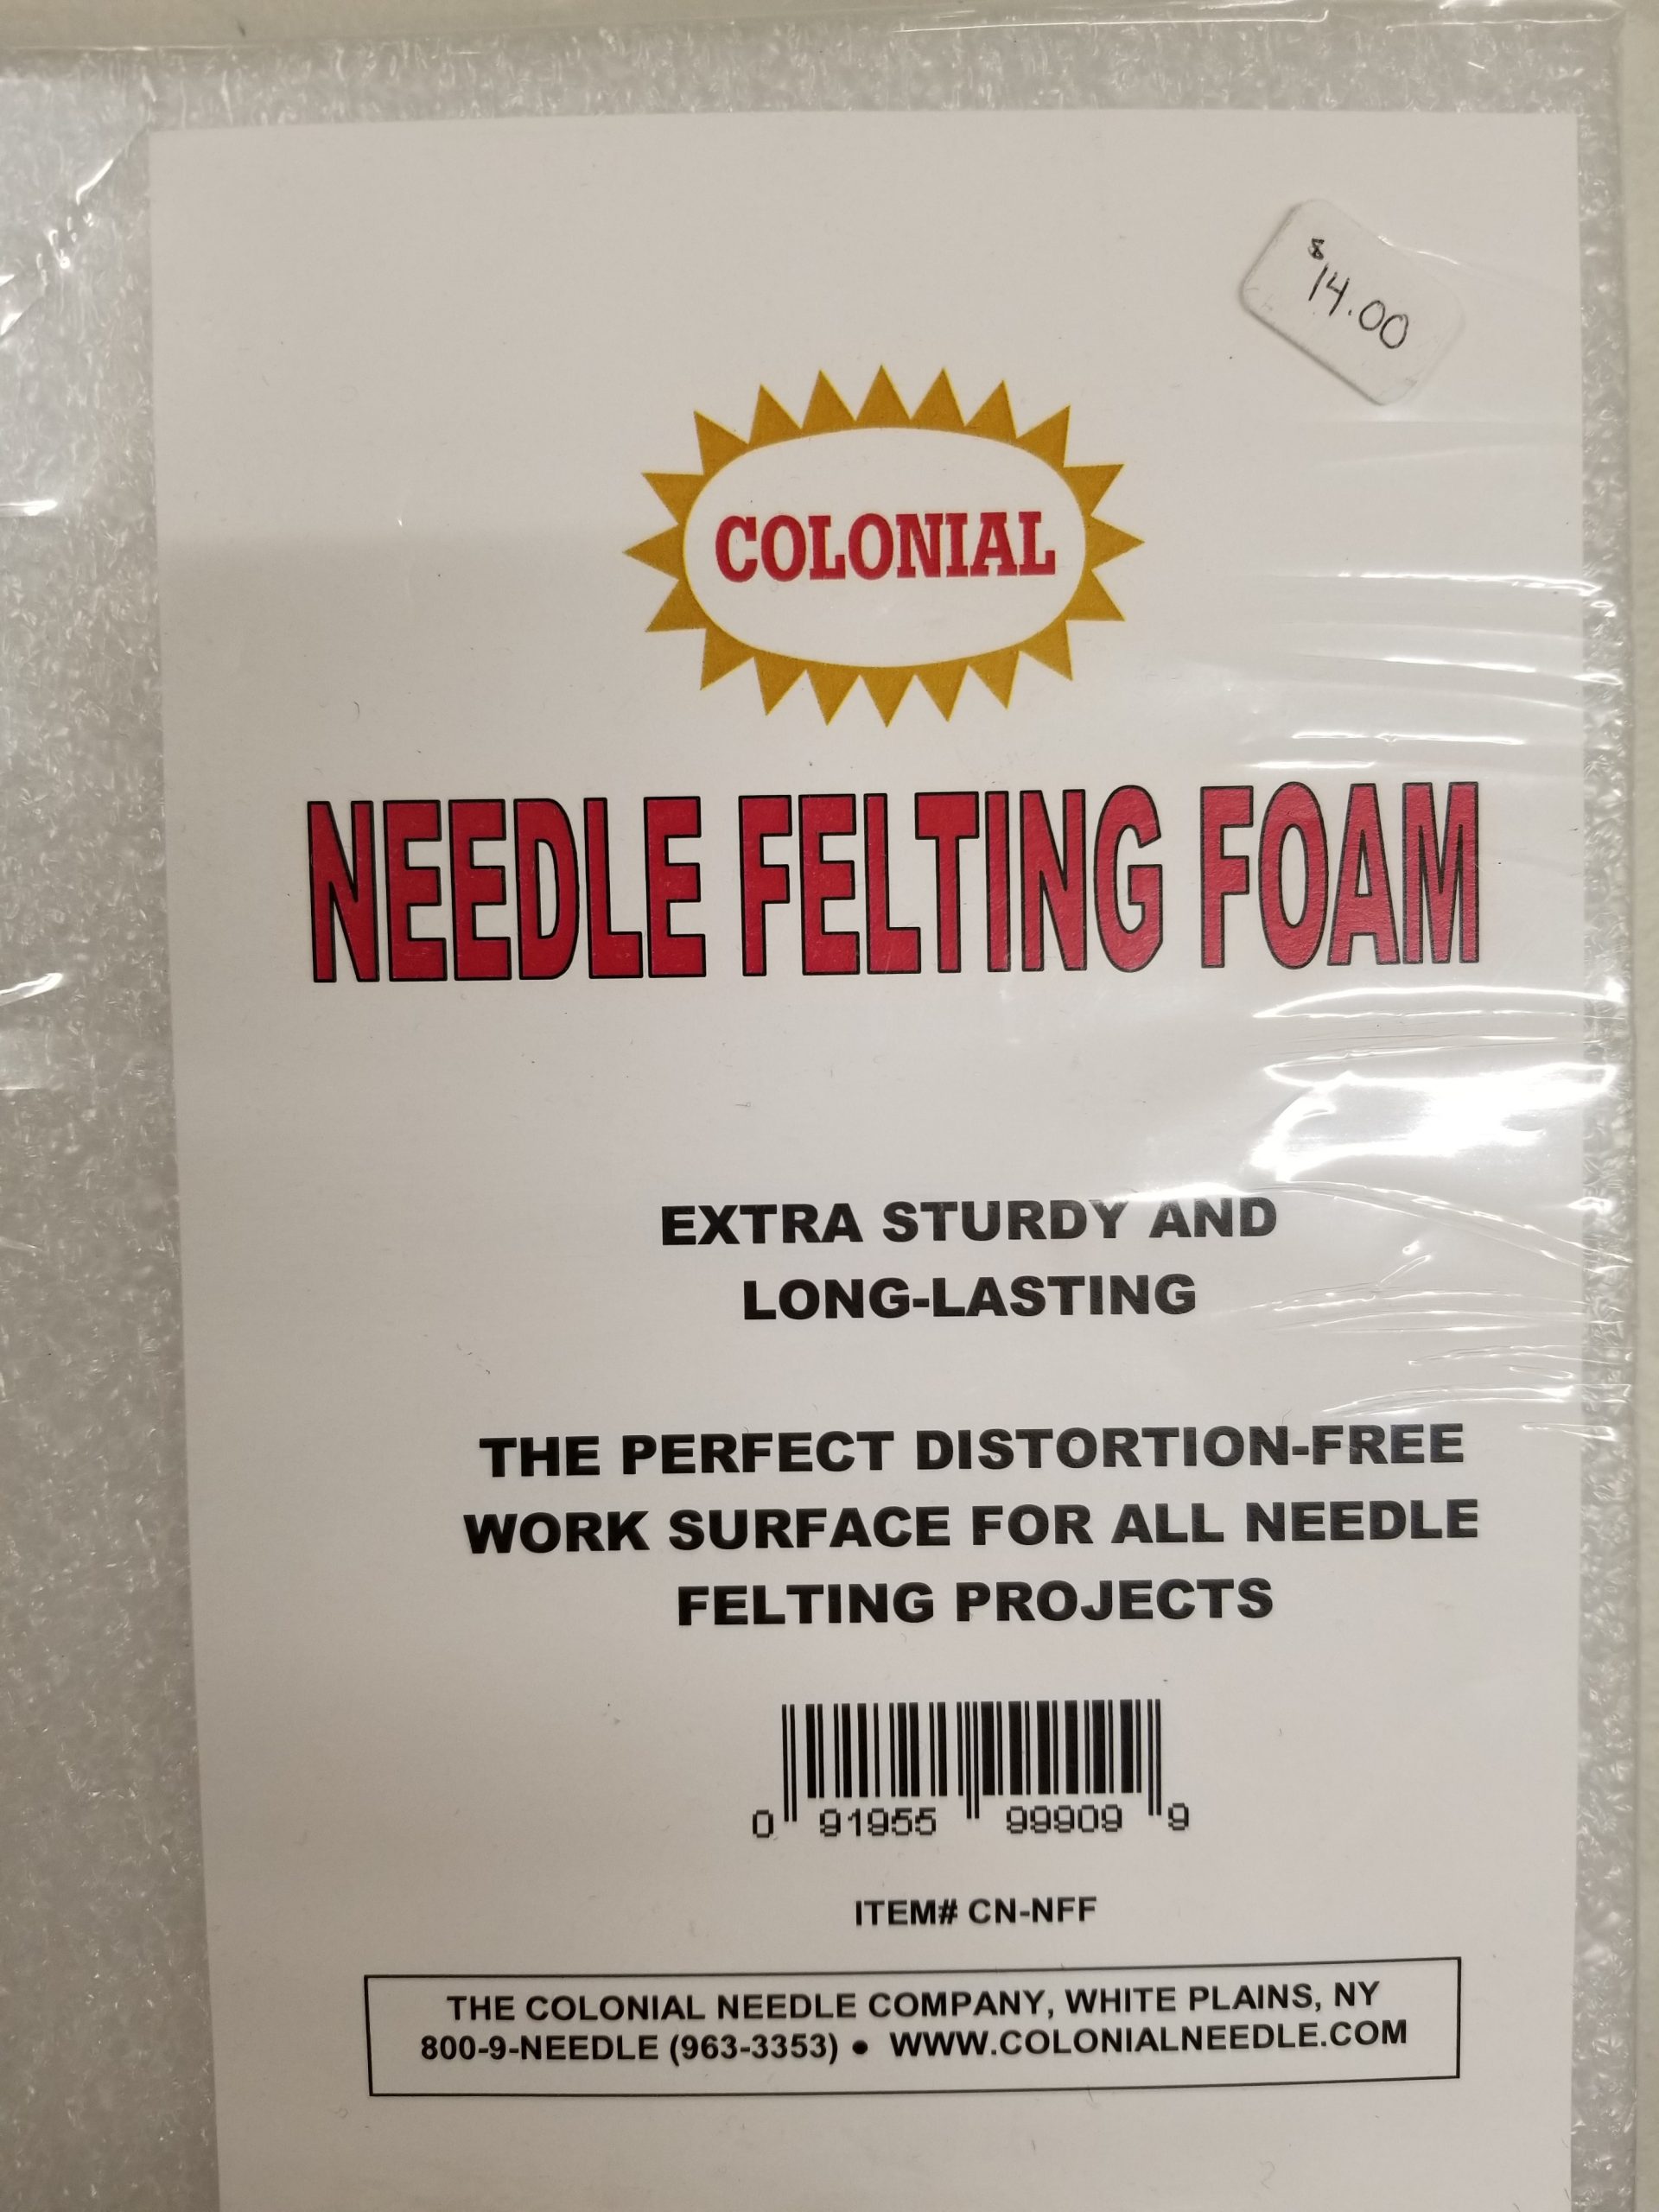 $14.00
COLONIAL
NEEDLE FELTING FOAM
EXTRA STURDY AND
LONG-LASTING
THE PERFECT DISTORTION-FREE
WORK SURFACE FOR ALL NEEDLE
FELTING PROJECTS
0 91955 99909 9
ITEM# CN-NFF
THE COLONIAL NEEDLE COMPANY, WHITE PLAINS, NY
800-9-NEEDLE (963-3353) • WWW.COLONIALNEEDLE.COM